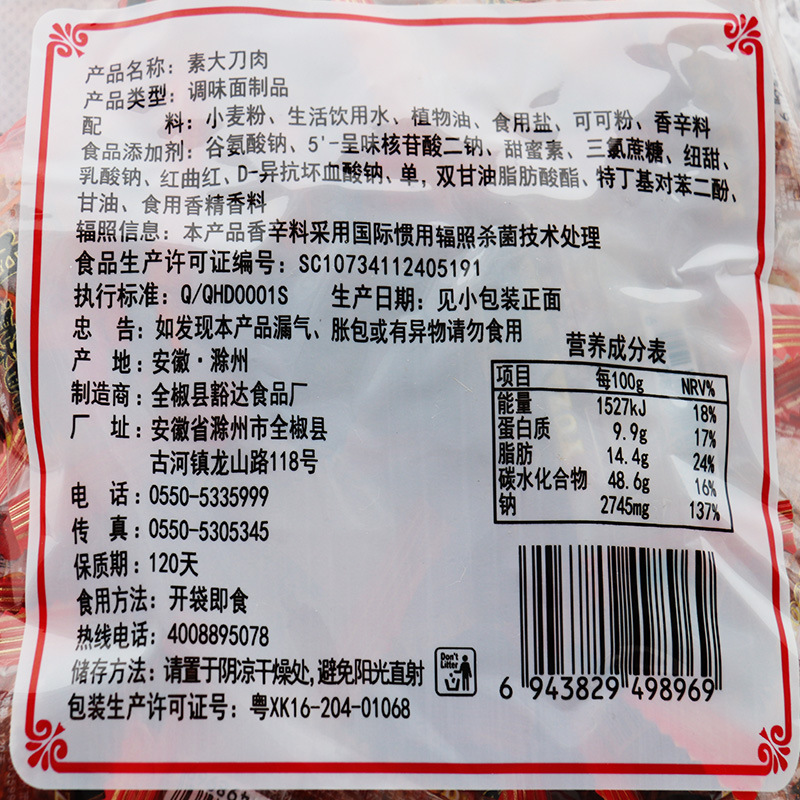 产品名称：素大刀肉
产品类型：调味面制品
配 料：小麦粉、生活饮用水、植物油、食用盐、可可粉、香辛料
食品添加剂：谷氨酸钠、5'-呈味核苷酸二钠、甜蜜素、三氯蔗糖、纽甜、
乳酸钠、红曲红、D-异抗坏血酸钠、单，双甘油脂肪酸酯、特丁基对苯二酚、
甘油、食用香精香料
辐照信息：本产品香辛料采用国际惯用辐照杀菌技术处理
食品生产许可证编号：SC10734112405191
执行标准：Q/QHD0001S 生产日期：见小包装正面
忠 告：如发现本产品漏气、胀包或有异物请勿食用
产 地：安徽·滁州
制造商：全椒县豁达食品厂
厂 址：安徽省滁州市全椒县
古河镇龙山路118号
电 话：0550-5335999
传 真：0550-5305345
保质期：120天
食用方法：开袋即食
热线电话：4008895078
储存方法：请置于阴凉干燥处，避免阳光直射
包装生产许可证号：粤XK16-204-01068
营养成分表
项目 每100g NRV%
能量 1527kJ 18%
蛋白质 9.9g 17%
脂肪 14.4g 24%
碳水化合物 48.6g 16%
钠 2745mg 137%
Don't
Litter
6 943829 498969